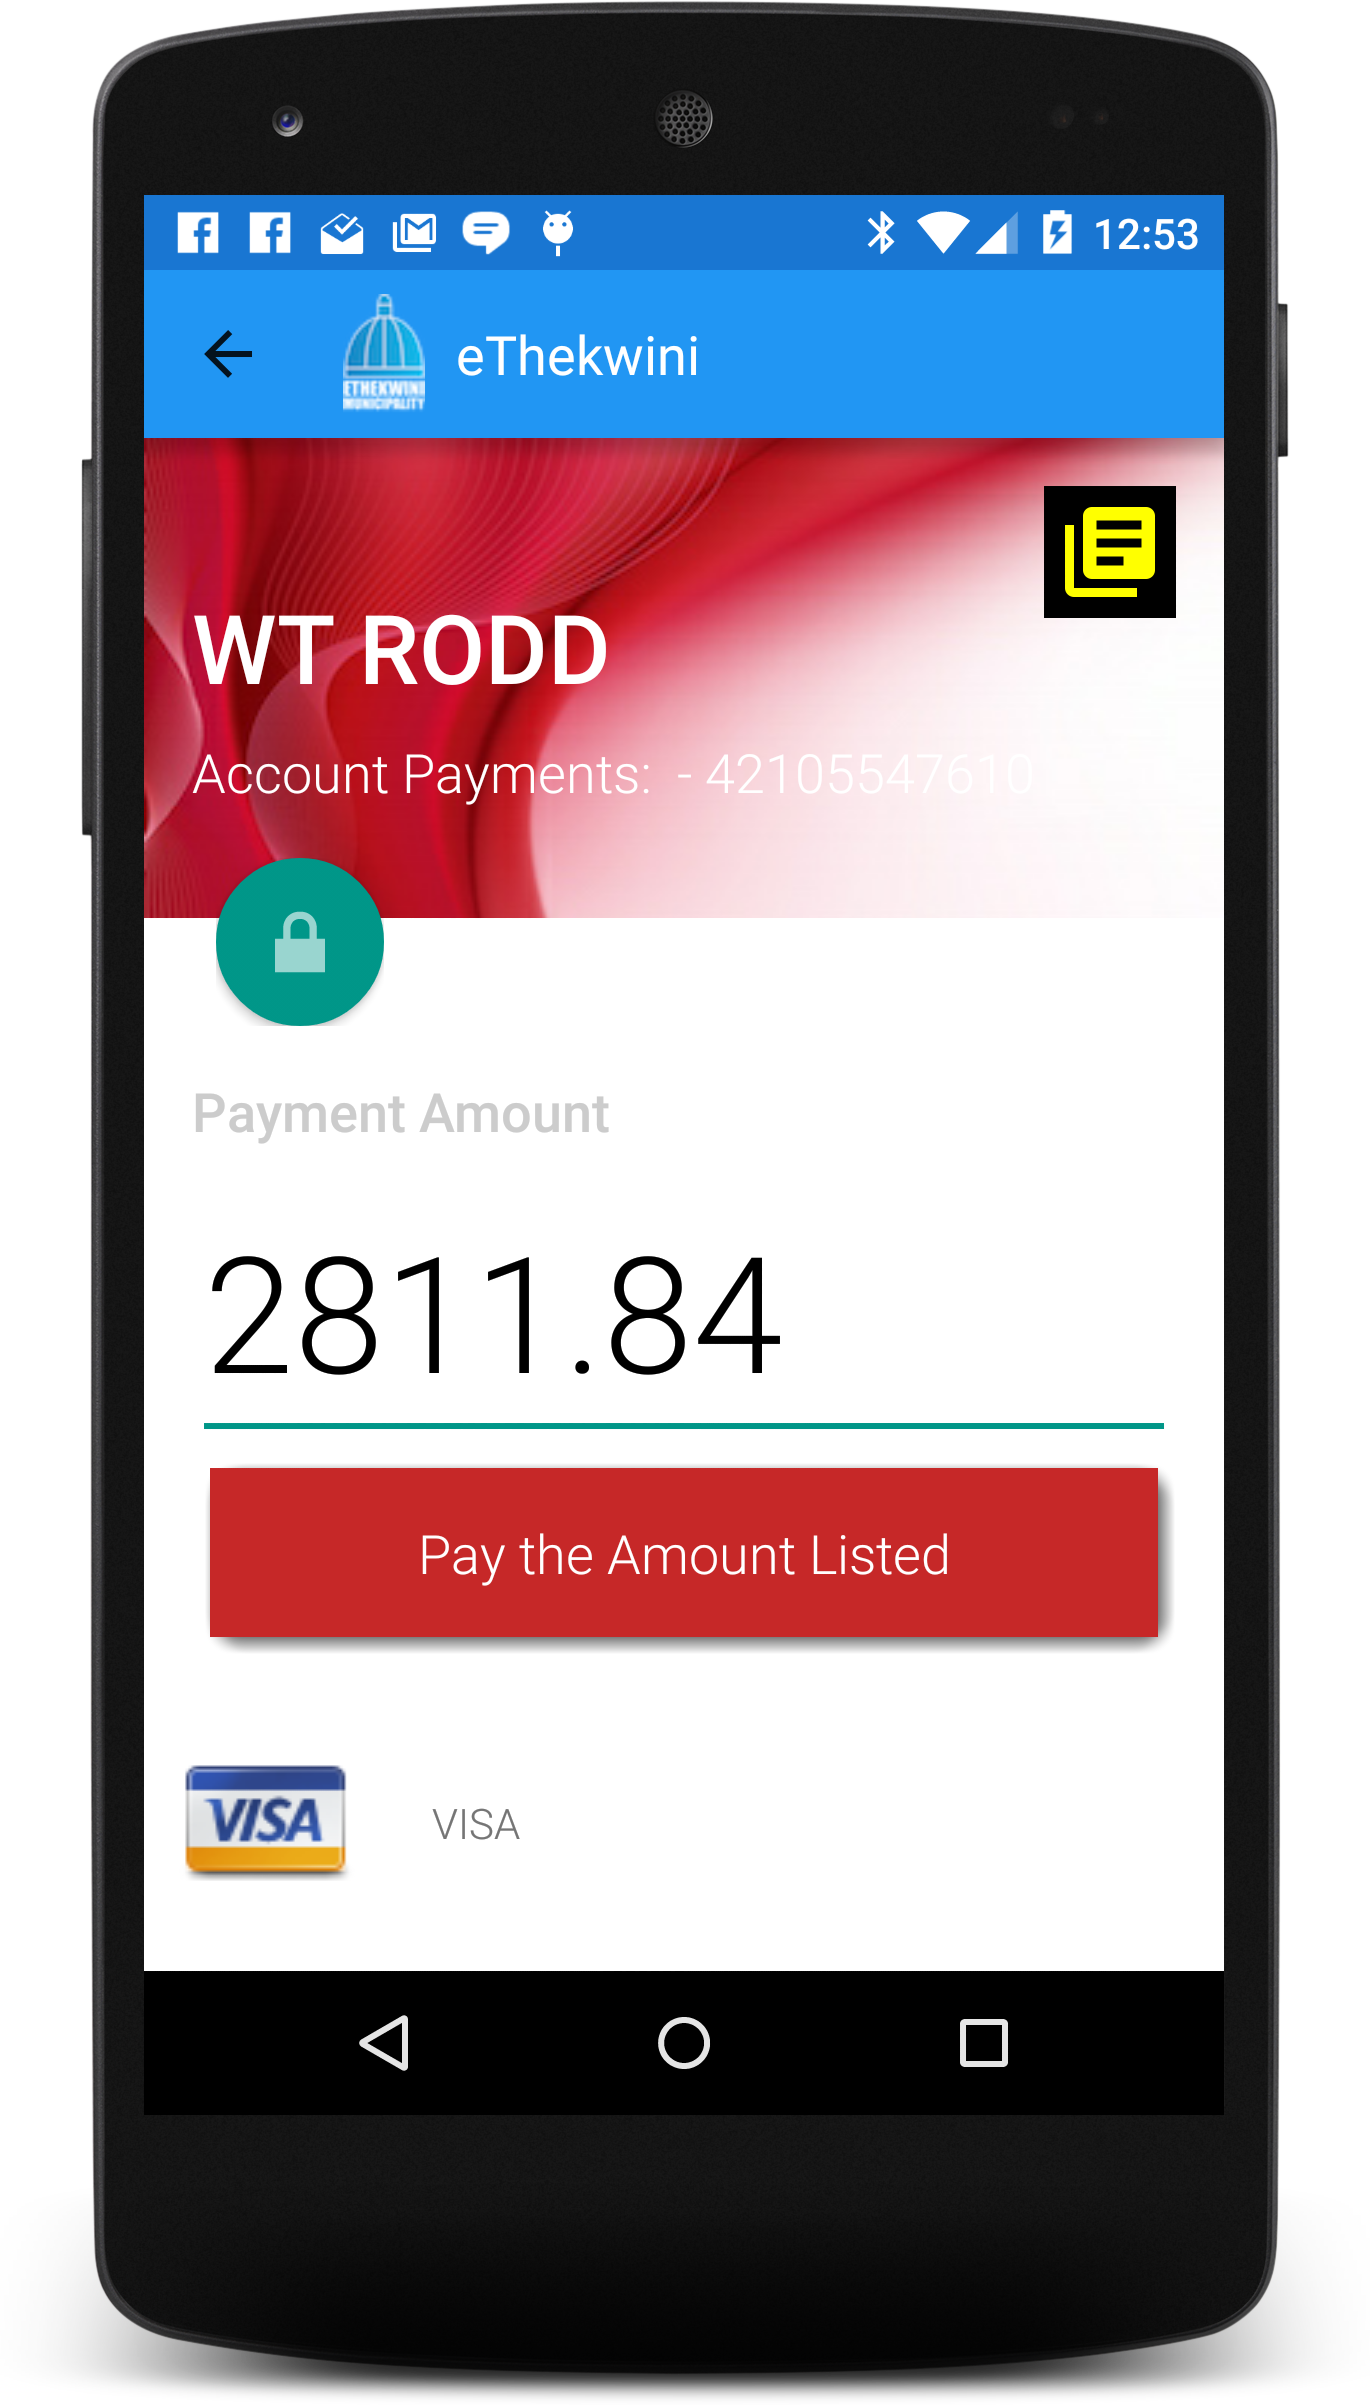 12:53
ETHEKWINI
MUNICIPALITY
eThekwini
WT RODD
Account Payments:  - 42105547610
Payment Amount
2811.84
Pay the Amount Listed
VISA
VISA